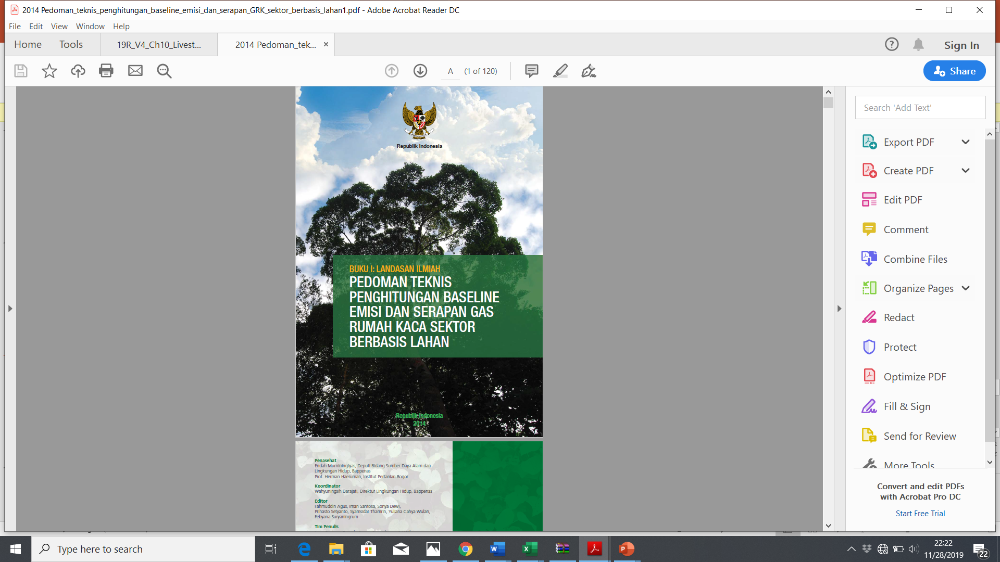 2014 Pedoman_teknis_penghitungan_baseline_emisi_dan_serapan_GRK_sektor_berbasis_lahan1.pdf - Adobe Acrobat Reader DC
File Edit View Window Help
Home Tools 19R_V4_Ch10_Livest... 2014 Pedoman_tek... ×
Sign In
A (1 of 120)
Share
Republik Indonesia
BUKU I: LANDASAN ILMIAH
PEDOMAN TEKNIS
PENGHITUNGAN BASELINE
EMISI DAN SERAPAN GAS
RUMAH KACA SEKTOR
BERBASIS LAHAN
Republik Indonesia
2014
Penasehat
Endah Murniningtyas, Deputi Bidang Sumber Daya Alam dan
Lingkungan Hidup, Bappenas
Prof. Herman Haeruman, Institut Pertanian Bogor
Koordinator
Wahyuningsih Darajati, Direktur Lingkungan Hidup, Bappenas
Editor
Fahmuddin Agus, Iman Santosa, Sonya Dewi,
Prihasto Setyanto, Syamsidar Thamrin, Yuliana Cahya Wulan,
Febyana Suryaningrum
Tim Penulis
Search 'Add Text'
Export PDF
Create PDF
Edit PDF
Comment
Combine Files
Organize Pages
Redact
Protect
Optimize PDF
Fill & Sign
Send for Review
More Tools
Convert and edit PDFs
with Acrobat Pro DC
Start Free Trial
Type here to search
22:22
11/28/2019
22